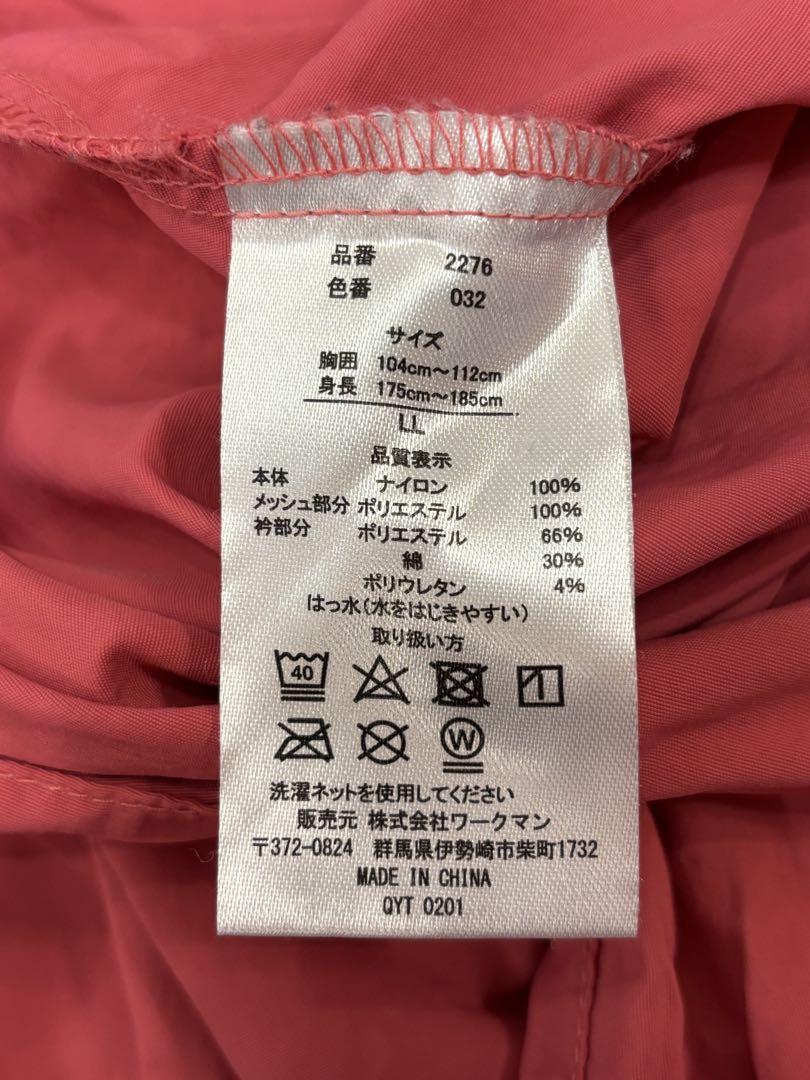 品番 2276
色番 032
サイズ
胸囲 104cm～112cm
身長 175cm～185cm
LL
品質表示
本体 ナイロン 100%
メッシュ部分 ポリエステル 100%
衿部分 ポリエステル 66%
綿 30%
ポリウレタン 4%
はっ水(水をはじきやすい)
取り扱い方
40
W
洗濯ネットを使用してください
販売元 株式会社ワークマン
〒372-0824 群馬県伊勢崎市柴町1732
MADE IN CHINA
QYT 0201